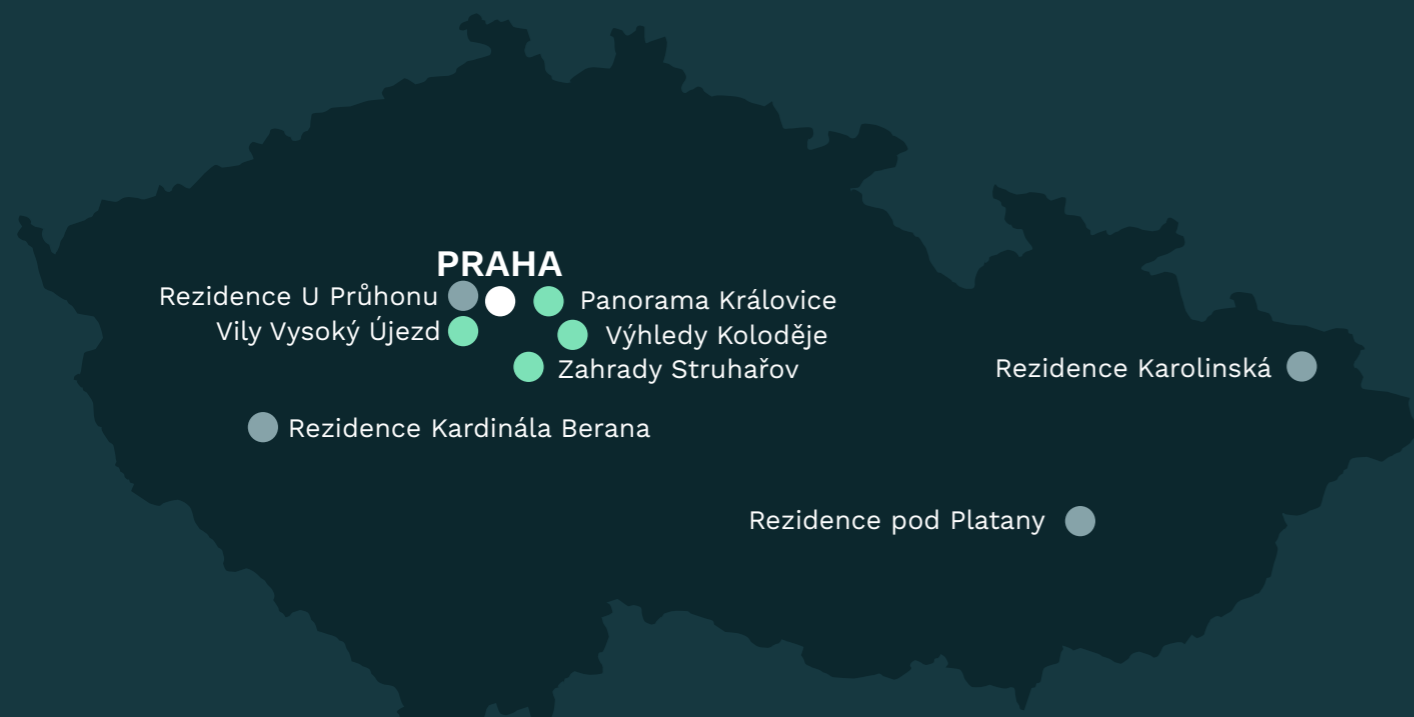 PRAHA
Rezidence U Průhonu
Panorama Královice
Vily Vysoký Újezd
Výhledy Koloděje
Zahrady Struhařov
Rezidence Karolinská
Rezidence Kardinála Berana
Rezidence pod Platany